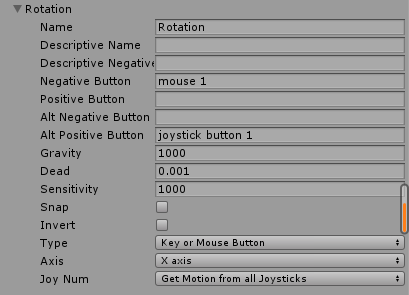 Rotation
Name Rotation
Descriptive Name
Descriptive Negative
Negative Button mouse 1
Positive Button
Alt Negative Button
Alt Positive Button joystick button 1
Gravity 1000
Dead 0.001
Sensitivity 1000
Snap
Invert
Type Key or Mouse Button
Axis X axis
Joy Num Get Motion from all Joysticks